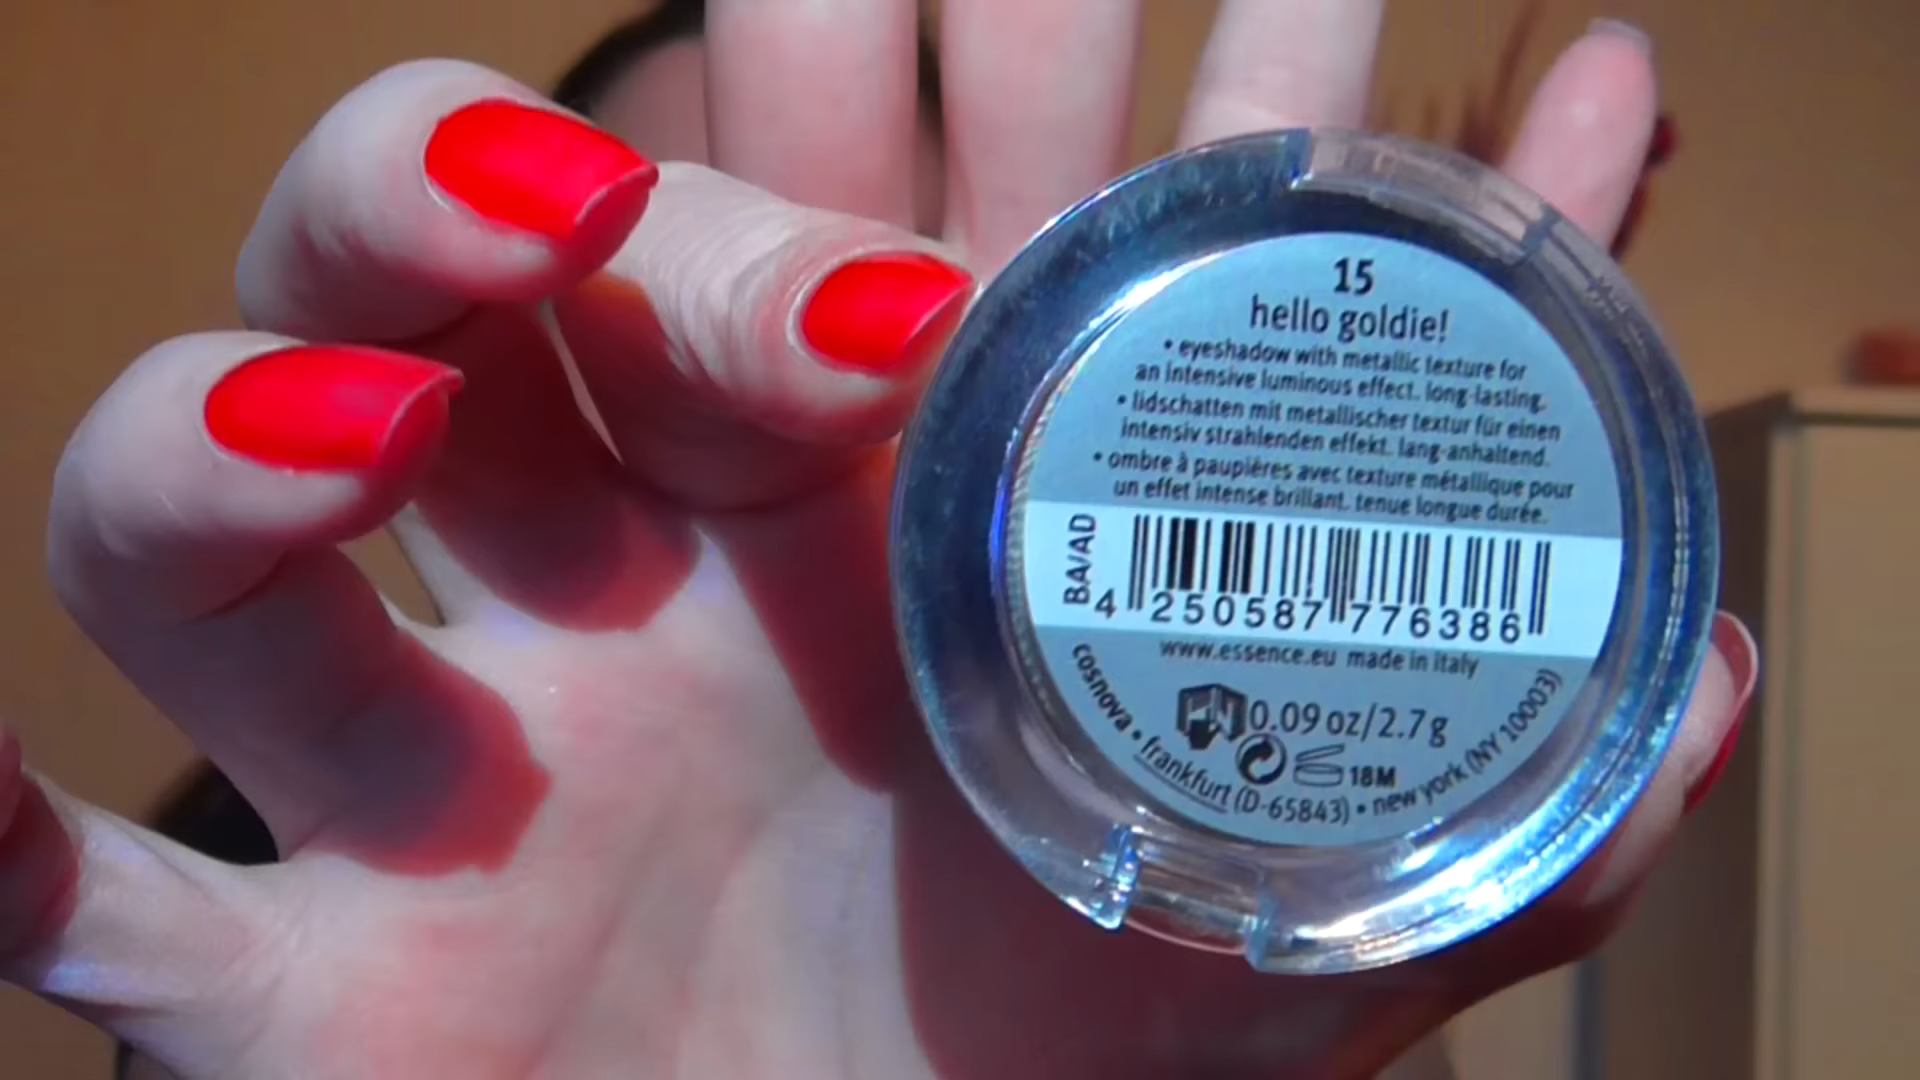 15
hello goldie!
• eyeshadow with metallic texture for
an intensive luminous effect. long-lasting.
• lidschatten mit metallischer textur für einen
intensiv strahlenden effekt. lang-anhaltend.
• ombre à paupières avec texture métallique pour
un effet intense brillant. tenue longue durée.
BA/AD
4 250587 776386
www.essence.eu made in italy
0.09 oz/2.7 g
18M
cosnova • frankfurt (D-65843) • new york (NY 10003)